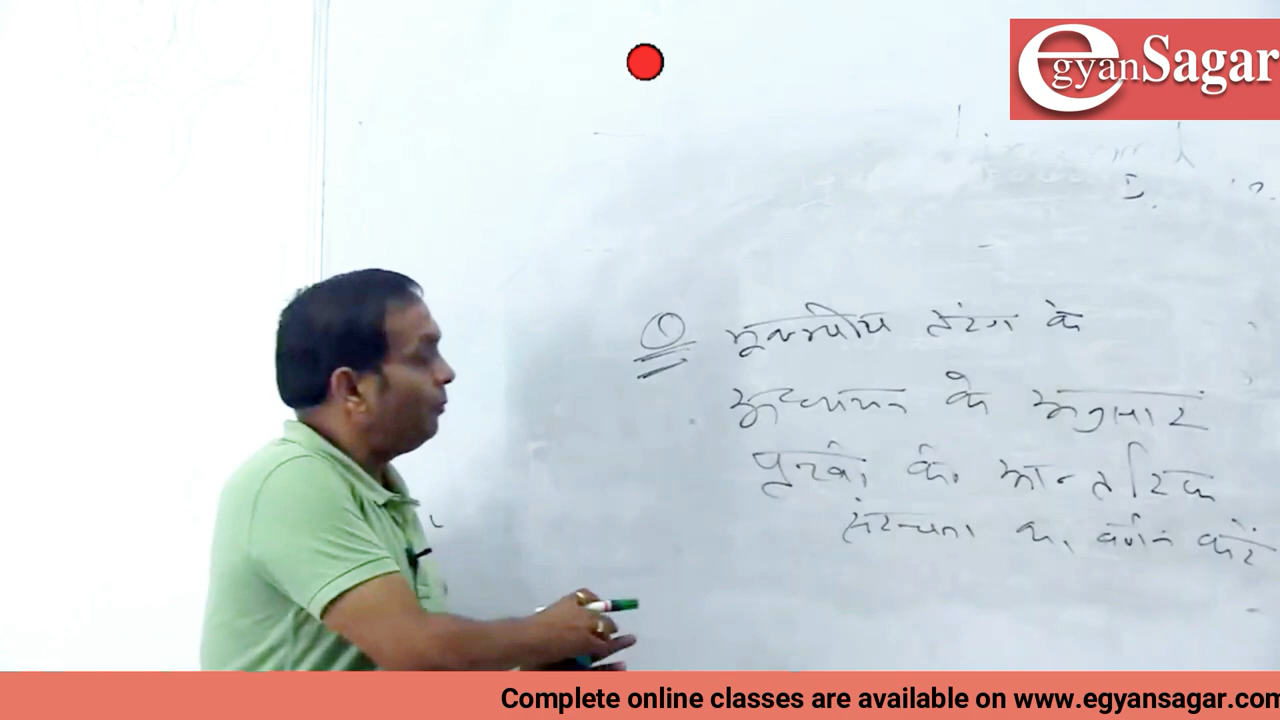 egyanSagar
① भूकम्पीय तरंग के
अध्ययन के अनुसार
पृथ्वी के आन्तरिक
संरचना का वर्णन करें
Complete online classes are available on www.egyansagar.com